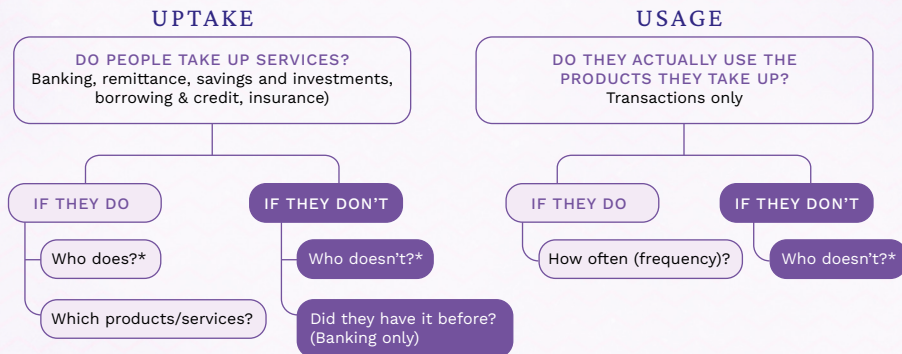 UPTAKE
DO PEOPLE TAKE UP SERVICES?
Banking, remittance, savings and investments,
borrowing & credit, insurance)
IF THEY DO
Who does?*
Which products/services?
IF THEY DON'T
Who doesn't?*
Did they have it before?
(Banking only)
USAGE
DO THEY ACTUALLY USE THE
PRODUCTS THEY TAKE UP?
Transactions only
IF THEY DO
How often (frequency)?
IF THEY DON'T
Who doesn't?*